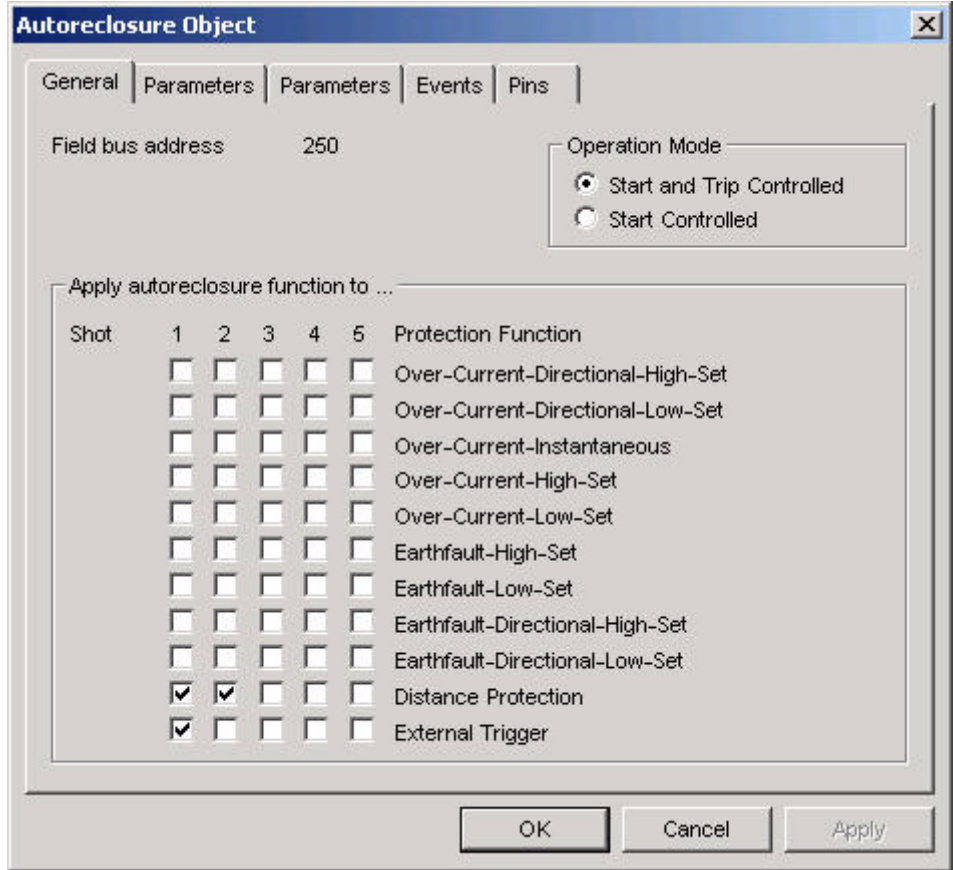 Autoreclosure Object
General Parameters Parameters Events Pins
Field bus address 250
Operation Mode
Start and Trip Controlled
Start Controlled
Apply autoreclosure function to ...
Shot 1 2 3 4 5 Protection Function
Over-Current-Directional-High-Set
Over-Current-Directional-Low-Set
Over-Current-Instantaneous
Over-Current-High-Set
Over-Current-Low-Set
Earthfault-High-Set
Earthfault-Low-Set
Earthfault-Directional-High-Set
Earthfault-Directional-Low-Set
Distance Protection
External Trigger
OK Cancel Apply